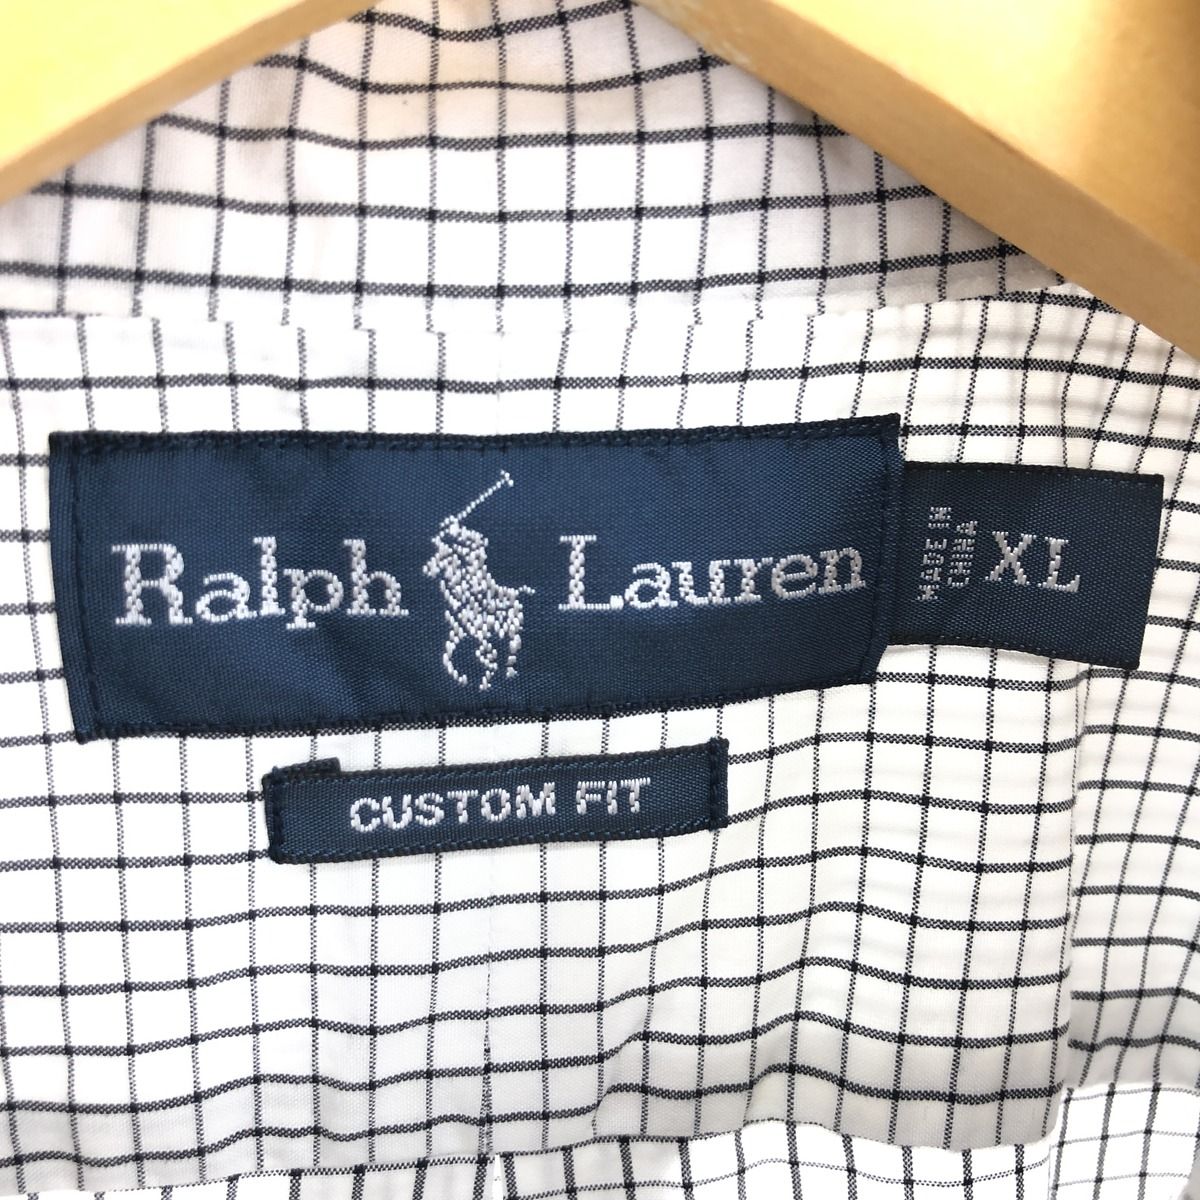 Ralph Lauren
MADE IN
CHINA
XL
CUSTOM FIT